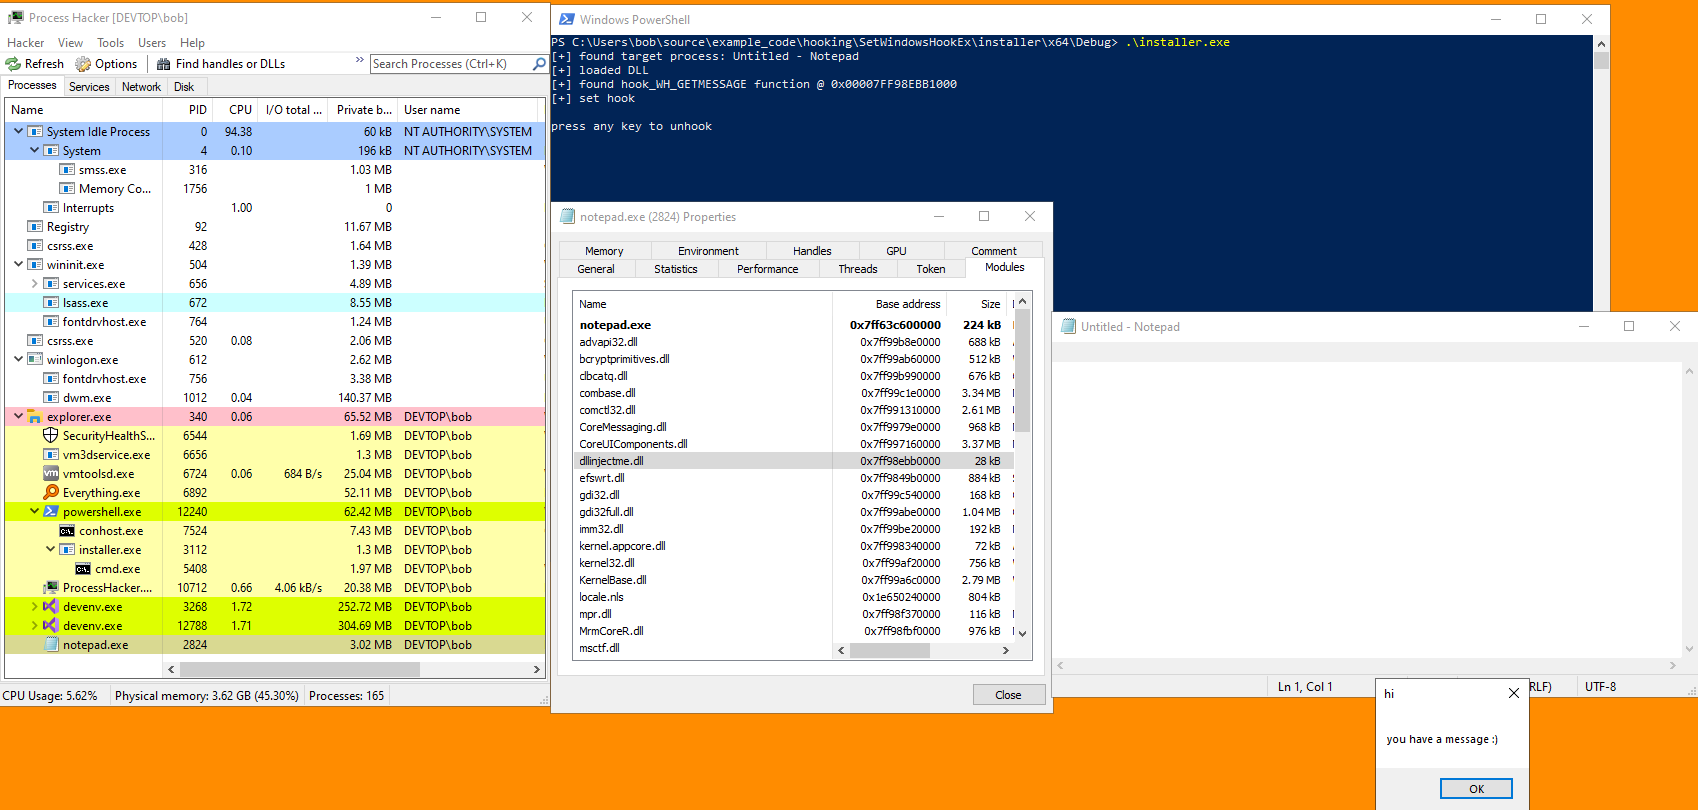 Process Hacker [DEVTOP\bob]
Hacker View Tools Users Help
Refresh Options Find handles or DLLs » Search Processes (Ctrl+K)
Processes Services Network Disk
Name PID CPU I/O total ... Private b... User name
System Idle Process 0 94.38 60 kB NT AUTHORITY\SYSTEM
System 4 0.10 196 kB NT AUTHORITY\SYSTEM
smss.exe 316 1.03 MB
Memory Co... 1756 1 MB
Interrupts 1.00 0
Registry 92 11.67 MB
csrss.exe 428 1.64 MB
wininit.exe 504 1.39 MB
services.exe 656 4.89 MB
lsass.exe 672 8.55 MB
fontdrvhost.exe 764 1.24 MB
csrss.exe 520 0.08 2.06 MB
winlogon.exe 612 2.62 MB
fontdrvhost.exe 756 3.38 MB
dwm.exe 1012 0.04 140.37 MB
explorer.exe 340 0.06 65.52 MB DEVTOP\bob
SecurityHealthS... 6544 1.69 MB DEVTOP\bob
vm3dservice.exe 6656 1.3 MB DEVTOP\bob
vmtoolsd.exe 6724 0.06 684 B/s 25.04 MB DEVTOP\bob
Everything.exe 6892 52.11 MB DEVTOP\bob
powershell.exe 12240 62.42 MB DEVTOP\bob
conhost.exe 7524 7.43 MB DEVTOP\bob
installer.exe 3112 1.3 MB DEVTOP\bob
cmd.exe 5408 1.97 MB DEVTOP\bob
ProcessHacker.... 10712 0.66 4.06 kB/s 20.38 MB DEVTOP\bob
devenv.exe 3268 1.72 252.72 MB DEVTOP\bob
devenv.exe 12788 1.71 304.69 MB DEVTOP\bob
notepad.exe 2824 3.02 MB DEVTOP\bob
CPU Usage: 5.62% Physical memory: 3.62 GB (45.30%) Processes: 165
Windows PowerShell
PS C:\Users\bob\source\example_code\hooking\SetWindowsHookEx\installer\x64\Debug> .\installer.exe
[+] found target process: Untitled - Notepad
[+] loaded DLL
[+] found hook_WH_GETMESSAGE function @ 0x00007FF98EBB1000
[+] set hook
press any key to unhook
notepad.exe (2824) Properties
Memory Environment Handles GPU Comment
General Statistics Performance Threads Token Modules
Name Base address Size
notepad.exe 0x7ff63c600000 224 kB
advapi32.dll 0x7ff99b8e0000 688 kB
bcryptprimitives.dll 0x7ff99ab60000 512 kB
clbcatq.dll 0x7ff99b990000 676 kB
combase.dll 0x7ff99c1e0000 3.34 MB
comctl32.dll 0x7ff991310000 2.61 MB
CoreMessaging.dll 0x7ff9979e0000 968 kB
CoreUIComponents.dll 0x7ff997160000 3.37 MB
dllinjectme.dll 0x7ff98ebb0000 28 kB
efswrt.dll 0x7ff9849b0000 884 kB
gdi32.dll 0x7ff99c540000 168 kB
gdi32full.dll 0x7ff99abe0000 1.04 MB
imm32.dll 0x7ff99be20000 192 kB
kernel.appcore.dll 0x7ff998340000 72 kB
kernel32.dll 0x7ff99af20000 756 kB
KernelBase.dll 0x7ff99a6c0000 2.79 MB
locale.nls 0x1e650240000 804 kB
mpr.dll 0x7ff98f370000 116 kB
MrmCoreR.dll 0x7ff98fbf0000 976 kB
msctf.dll
Close
Untitled - Notepad
Ln 1, Col 1 RLF) UTF-8
hi
you have a message :)
OK